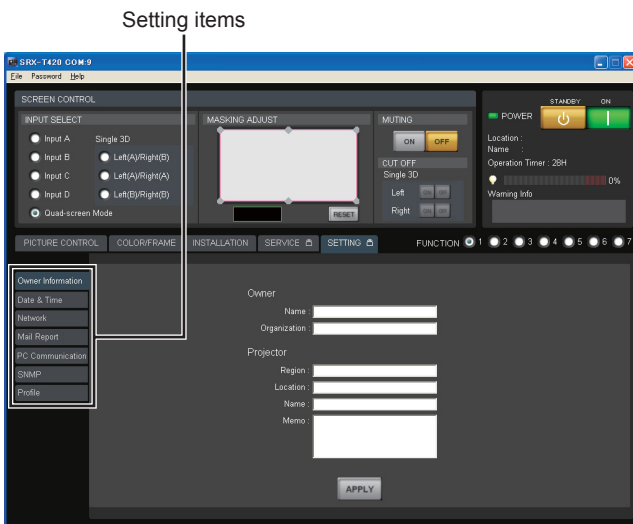 Setting items
SRX-T420 COM:9
File Password Help
SCREEN CONTROL
INPUT SELECT
Input A
Input B
Input C
Input D
Quad-screen Mode
Single 3D
Left(A)/Right(B)
Left(A)/Right(A)
Left(B)/Right(B)
MASKING ADJUST
RESET
MUTING
ON OFF
CUT OFF
Single 3D
Left ON OFF
Right ON OFF
STANDBY ON
POWER
Location :
Name :
Operation Timer : 28H
0%
Warning Info
PICTURE CONTROL COLOR/FRAME INSTALLATION SERVICE SETTING FUNCTION 1 2 3 4 5 6 7
Owner Information
Date & Time
Network
Mail Report
PC Communication
SNMP
Profile
Owner
Name :
Organization :
Projector
Region :
Location :
Name :
Memo :
APPLY